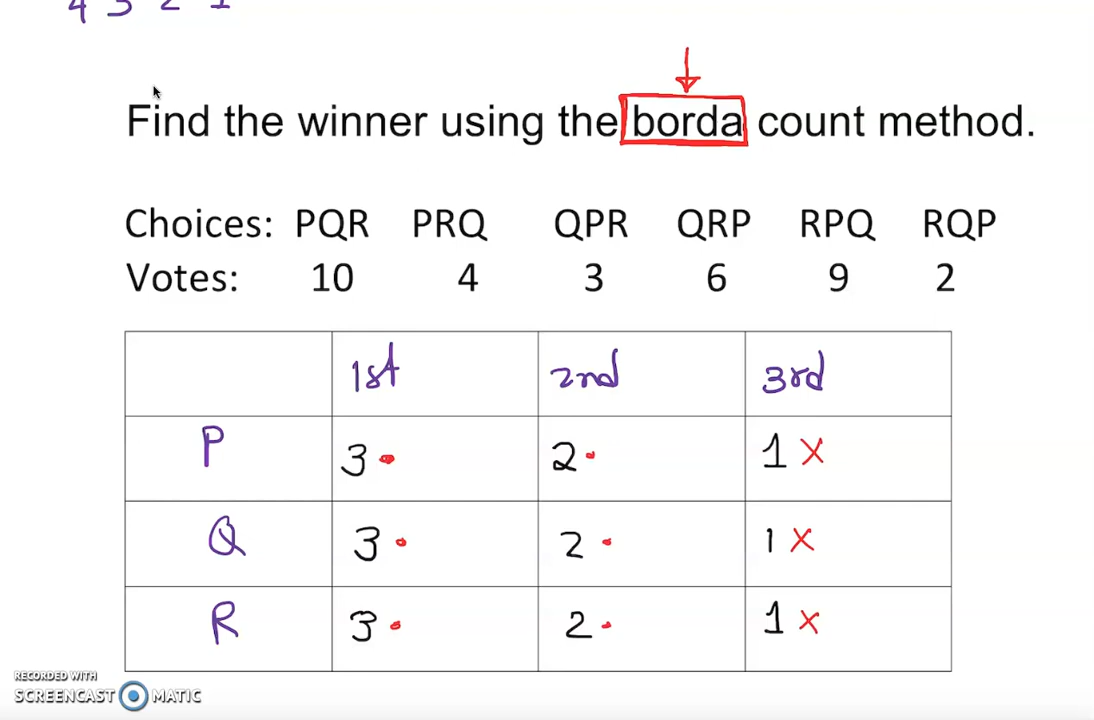 4 3 2 1
Find the winner using the borda count method.
Choices: PQR PRQ QPR QRP RPQ RQP
Votes: 10 4 3 6 9 2
1st 2nd 3rd
P 3 • 2 • 1 X
Q 3 • 2 • 1 X
R 3 • 2 • 1 X
RECORDED WITH
SCREENCAST MATIC